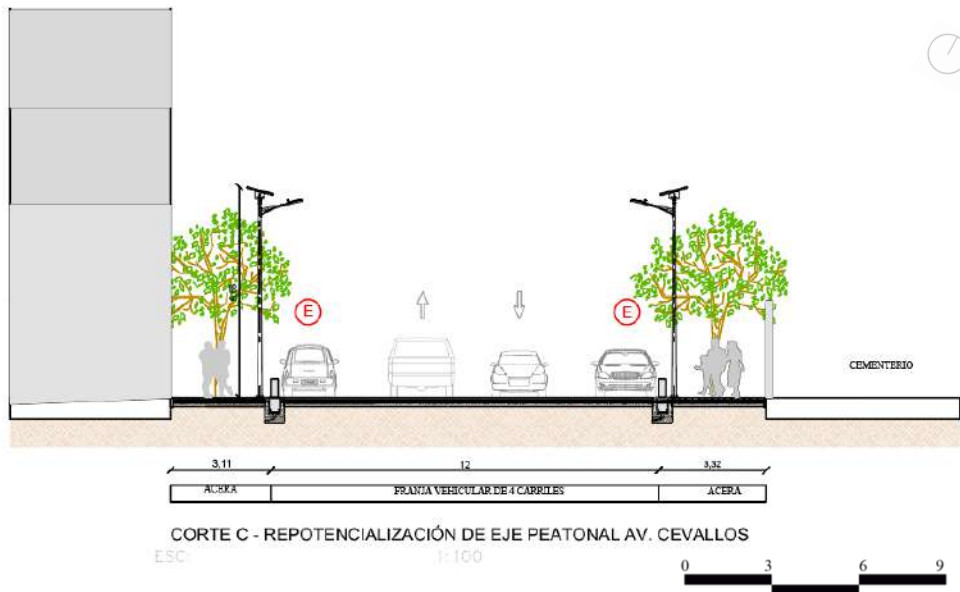 E
E
CEMENTERIO
3,11
12
3,32
ACERA
FRANJA VEHICULAR DE 4 CARRILES
ACERA
CORTE C - REPOTENCIALIZACIÓN DE EJE PEATONAL AV. CEVALLOS
ESC: 1:100
0 3 6 9